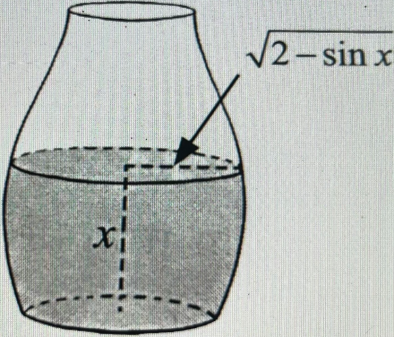 √2 − sin x
x